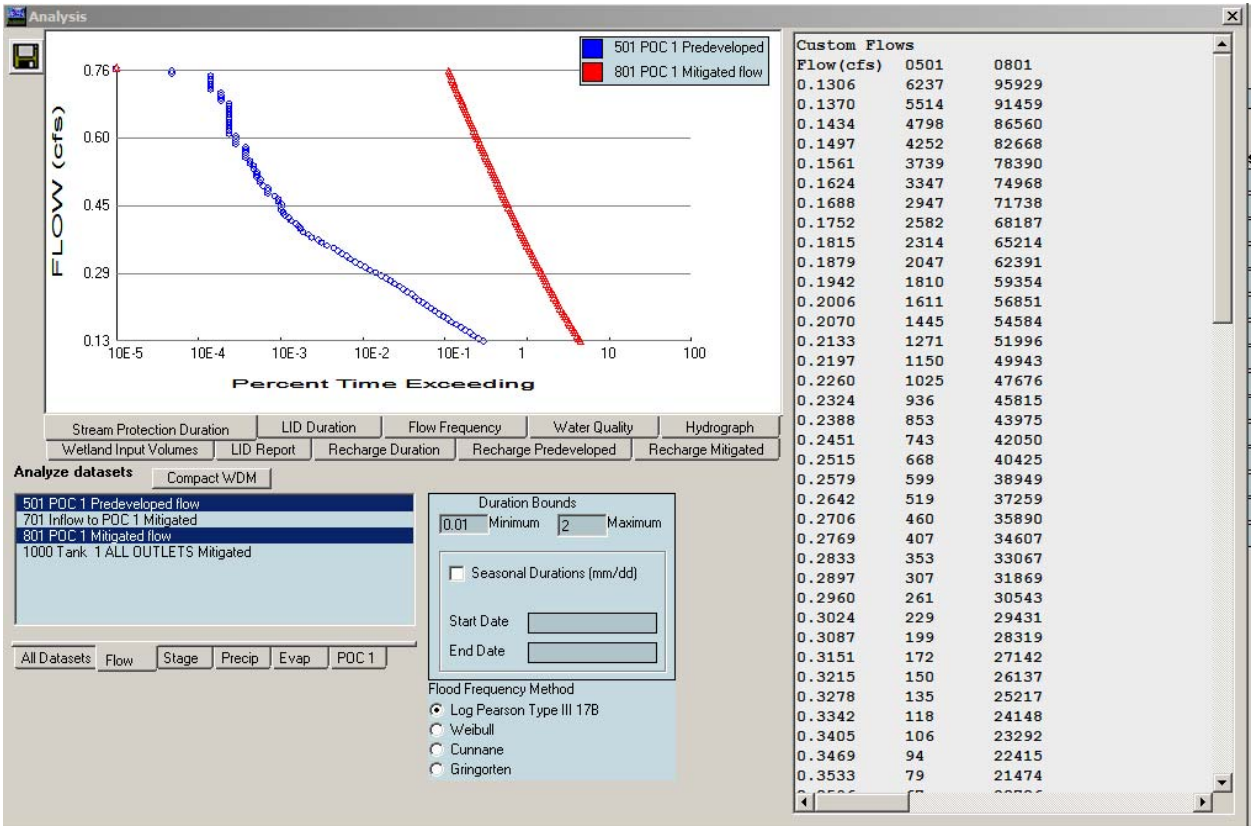 Analysis
501 POC 1 Predeveloped
801 POC 1 Mitigated flow
FLOW (cfs)
0.76
0.60
0.45
0.29
0.13
10E-5 10E-4 10E-3 10E-2 10E-1 1 10 100
Percent Time Exceeding
Stream Protection Duration LID Duration Flow Frequency Water Quality Hydrograph
Wetland Input Volumes LID Report Recharge Duration Recharge Predeveloped Recharge Mitigated
Analyze datasets Compact WDM
501 POC 1 Predeveloped flow
701 Inflow to POC 1 Mitigated
801 POC 1 Mitigated flow
1000 Tank 1 ALL OUTLETS Mitigated
All Datasets Flow Stage Precip Evap POC 1
Duration Bounds
0.01 Minimum 2 Maximum
Seasonal Durations (mm/dd)
Start Date
End Date
Flood Frequency Method
Log Pearson Type III 17B
Weibull
Cunnane
Gringorten
Custom Flows
Flow(cfs) 0501 0801
0.1306 6237 95929
0.1370 5514 91459
0.1434 4798 86560
0.1497 4252 82668
0.1561 3739 78390
0.1624 3347 74968
0.1688 2947 71738
0.1752 2582 68187
0.1815 2314 65214
0.1879 2047 62391
0.1942 1810 59354
0.2006 1611 56851
0.2070 1445 54584
0.2133 1271 51996
0.2197 1150 49943
0.2260 1025 47676
0.2324 936 45815
0.2388 853 43975
0.2451 743 42050
0.2515 668 40425
0.2579 599 38949
0.2642 519 37259
0.2706 460 35890
0.2769 407 34607
0.2833 353 33067
0.2897 307 31869
0.2960 261 30543
0.3024 229 29431
0.3087 199 28319
0.3151 172 27142
0.3215 150 26137
0.3278 135 25217
0.3342 118 24148
0.3405 106 23292
0.3469 94 22415
0.3533 79 21474